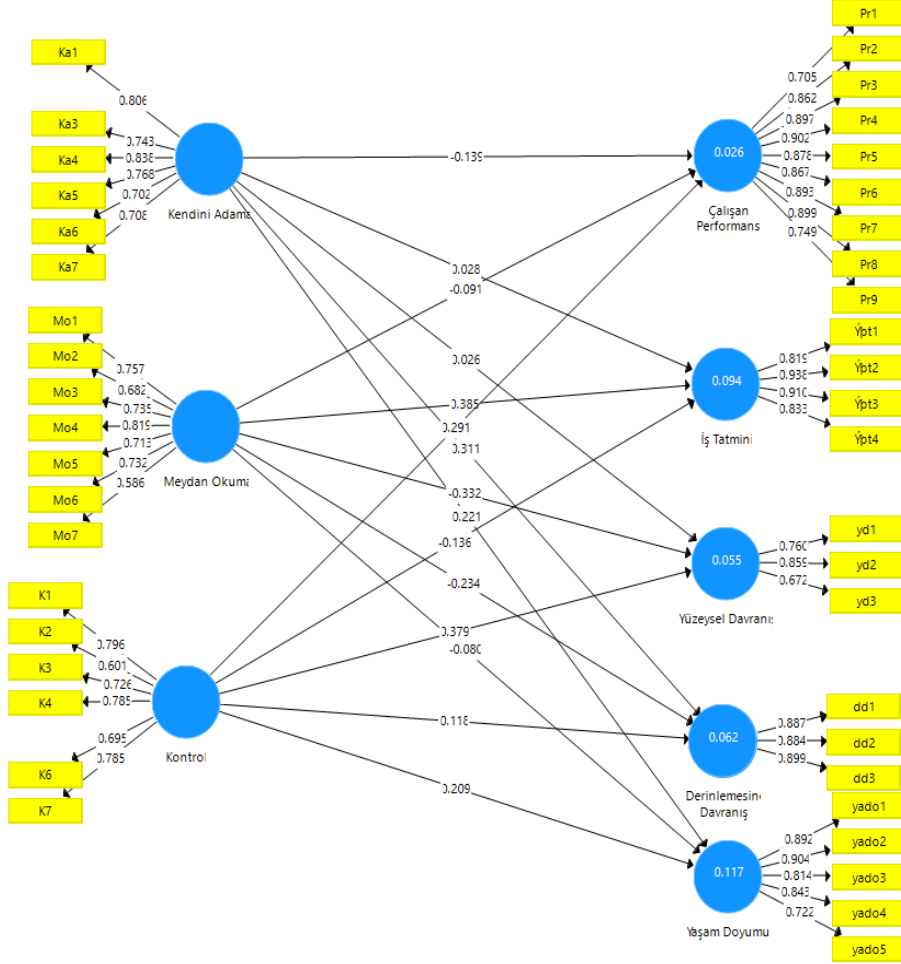 Ka1
0.806
Ka3
0.743
Ka4
0.838
Ka5
0.768
Ka6
0.702
Ka7
0.708
Kendini Adama
Mo1
0.757
Mo2
0.682
Mo3
0.735
Mo4
0.819
Mo5
0.713
Mo6
0.732
Mo7
0.586
Meydan Okuma
K1
0.796
K2
0.601
K3
0.726
K4
0.785
K6
0.695
K7
0.785
Kontrol
-0.139
0.028
-0.091
0.026
0.385
0.291
0.311
-0.332
0.221
-0.136
-0.234
0.379
-0.080
0.118
0.209
0.026
Çalışan
Performans
Pr1
0.705
Pr2
0.862
Pr3
0.897
Pr4
0.902
Pr5
0.878
Pr6
0.867
Pr7
0.893
Pr8
0.899
Pr9
0.749
0.094
İş Tatmini
Ýpt1
0.819
Ýpt2
0.938
Ýpt3
0.910
Ýpt4
0.833
0.055
Yüzeysel Davranış
yd1
0.760
yd2
0.859
yd3
0.672
0.062
Derinlemesine
Davranış
dd1
0.887
dd2
0.884
dd3
0.899
0.117
Yaşam Doyumu
yado1
0.892
yado2
0.904
yado3
0.814
yado4
0.843
yado5
0.722